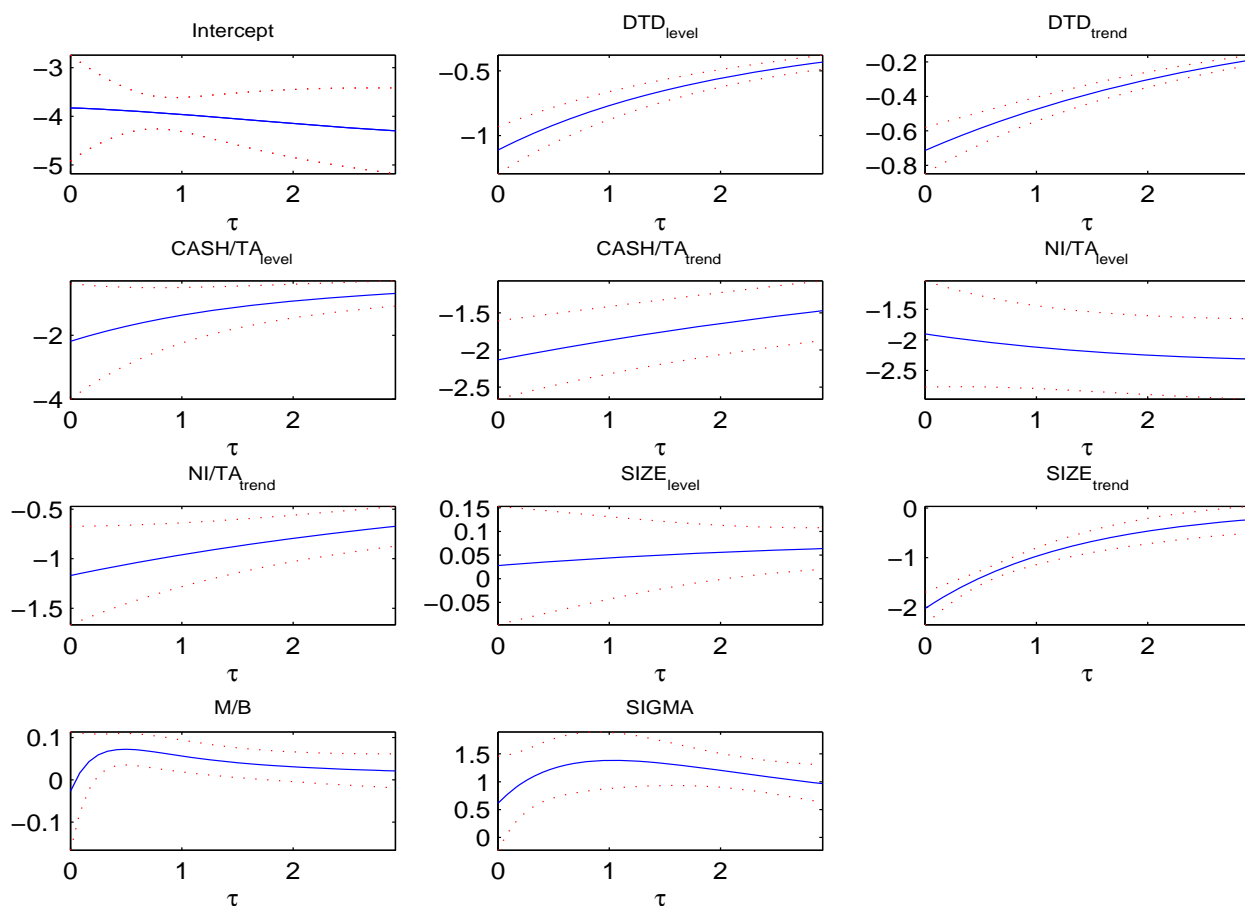 Intercept
−3
−4
−5
0 1 2
τ
DTD_level
−0.5
−1
0 1 2
τ
DTD_trend
−0.2
−0.4
−0.6
−0.8
0 1 2
τ
CASH/TA_level
−2
−4
0 1 2
τ
CASH/TA_trend
−1.5
−2
−2.5
0 1 2
τ
NI/TA_level
−1.5
−2
−2.5
0 1 2
τ
NI/TA_trend
−0.5
−1
−1.5
0 1 2
τ
SIZE_level
0.15
0.1
0.05
0
−0.05
0 1 2
τ
SIZE_trend
0
−1
−2
0 1 2
τ
M/B
0.1
0
−0.1
0 1 2
τ
SIGMA
1.5
1
0.5
0
0 1 2
τ